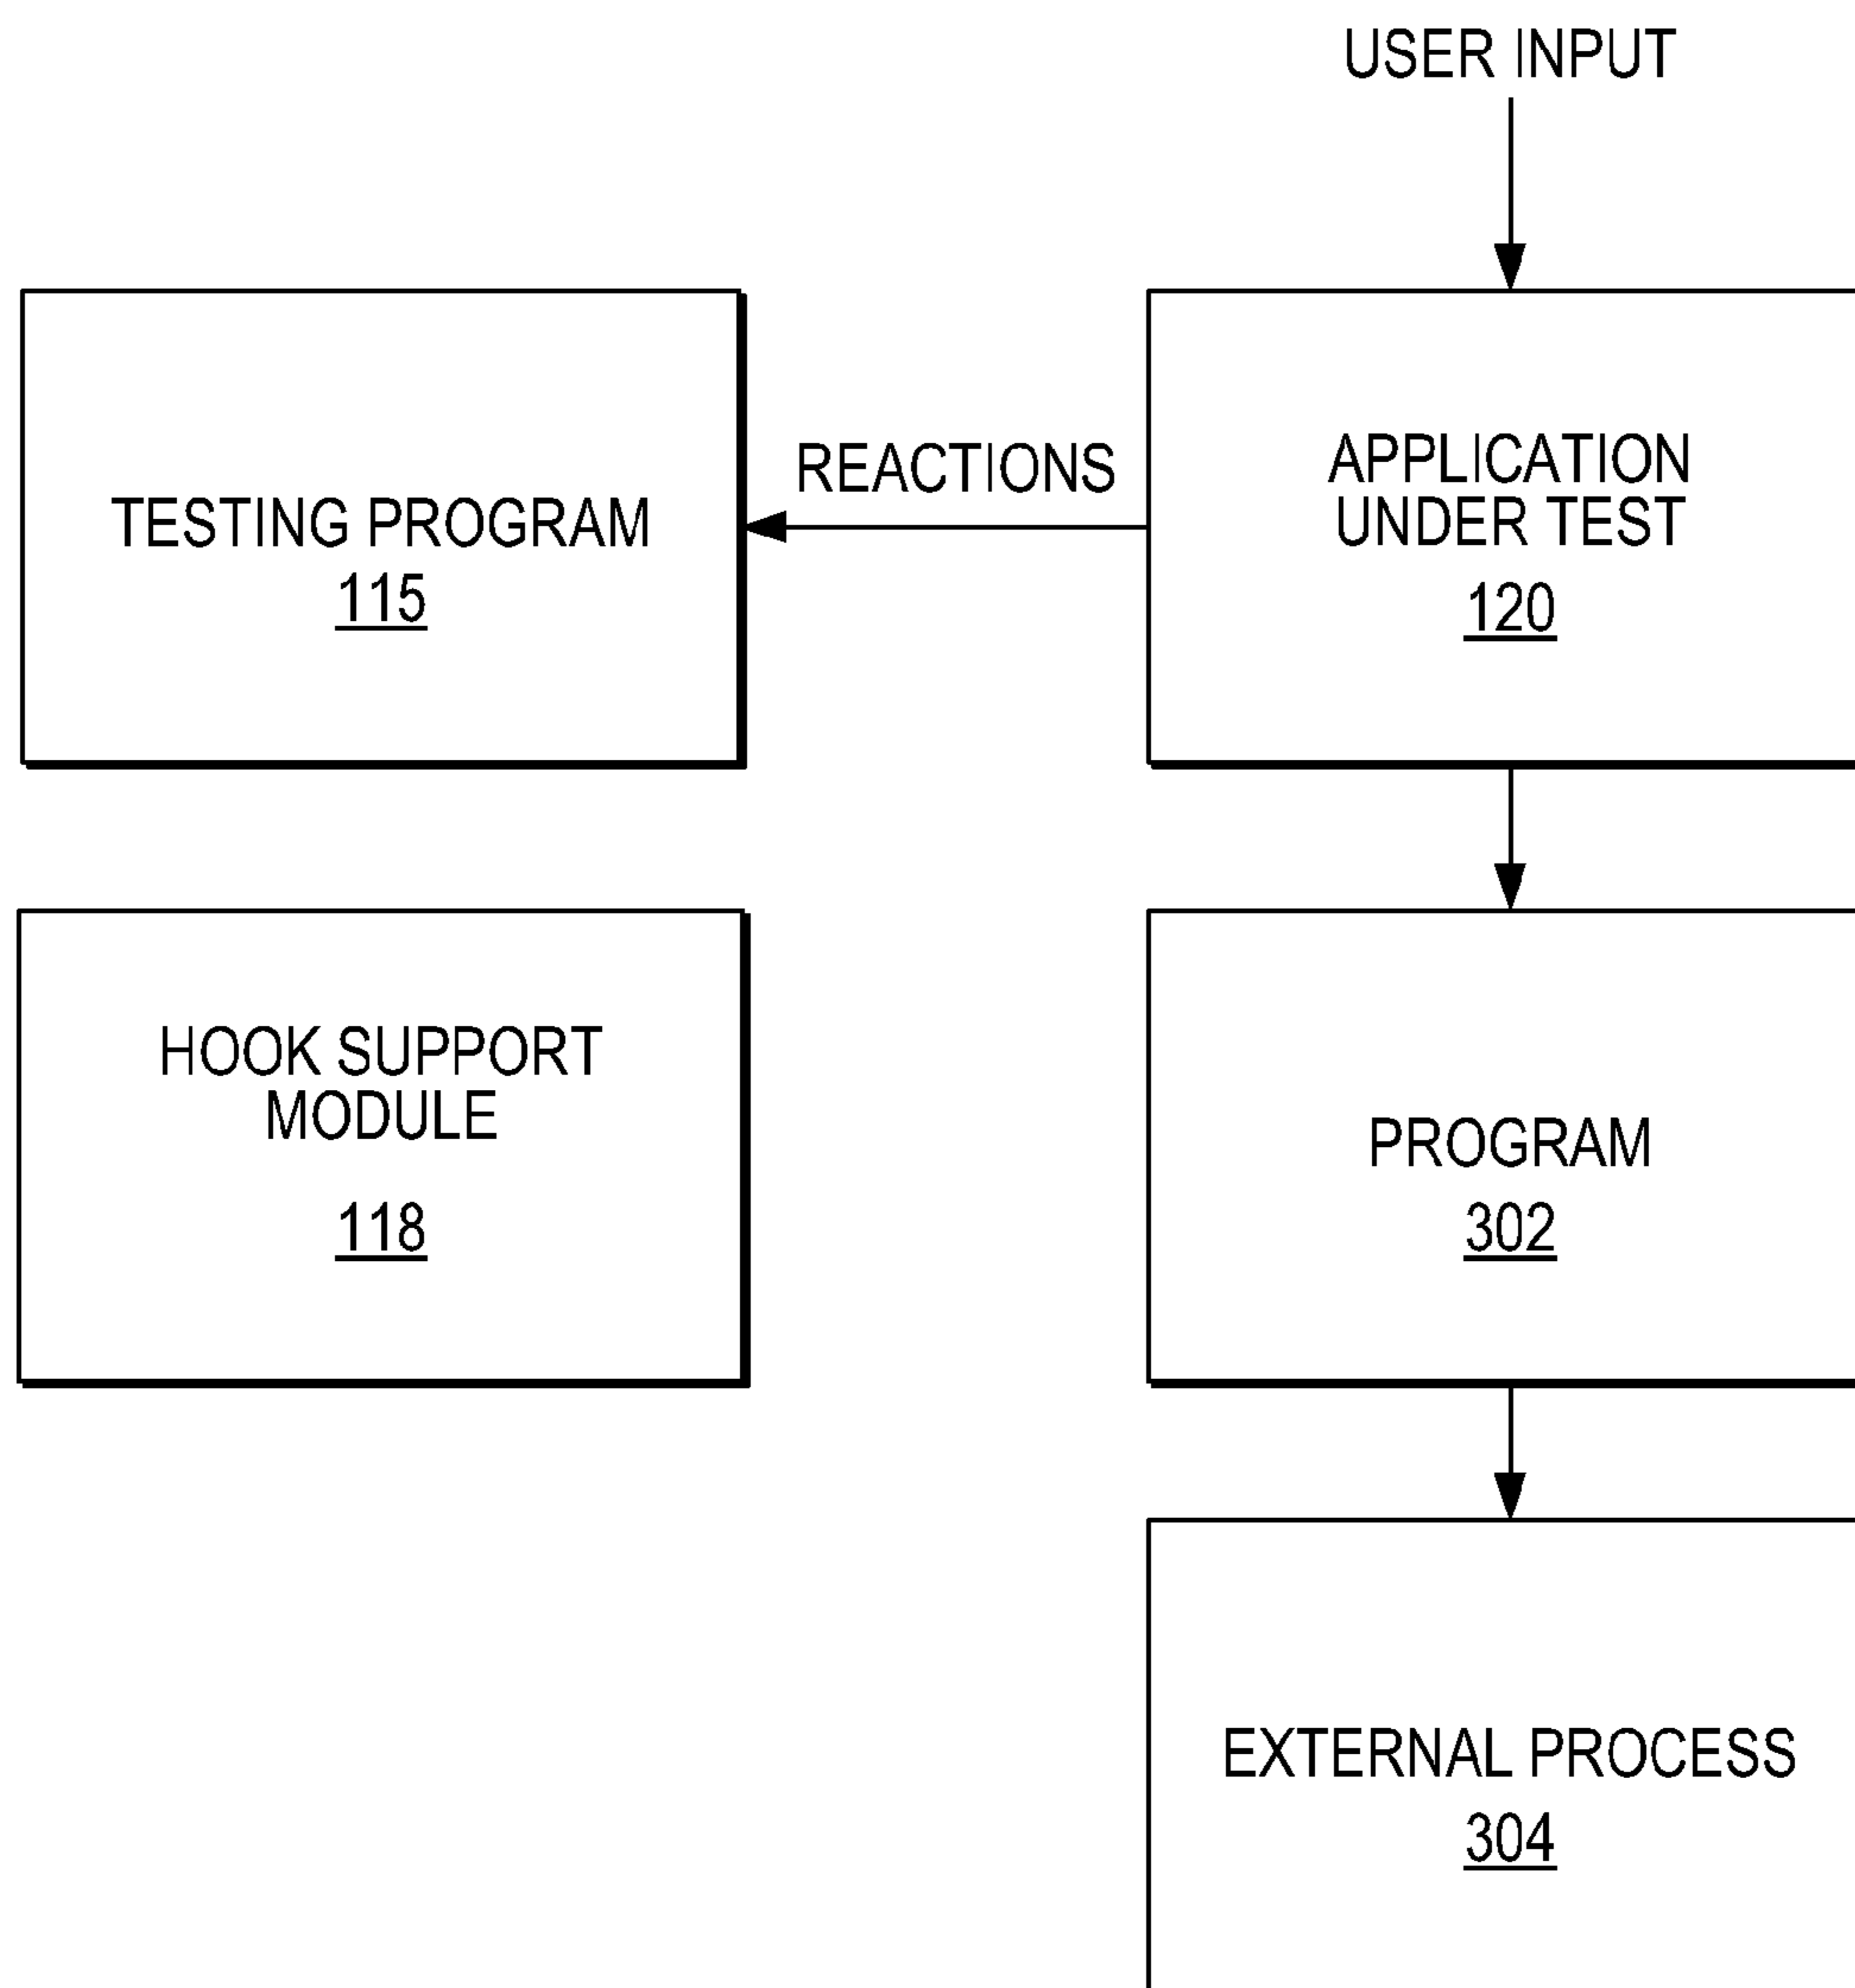 USER INPUT
REACTIONS
TESTING PROGRAM
115
APPLICATION
UNDER TEST
120
HOOK SUPPORT
MODULE
118
PROGRAM
302
EXTERNAL PROCESS
304